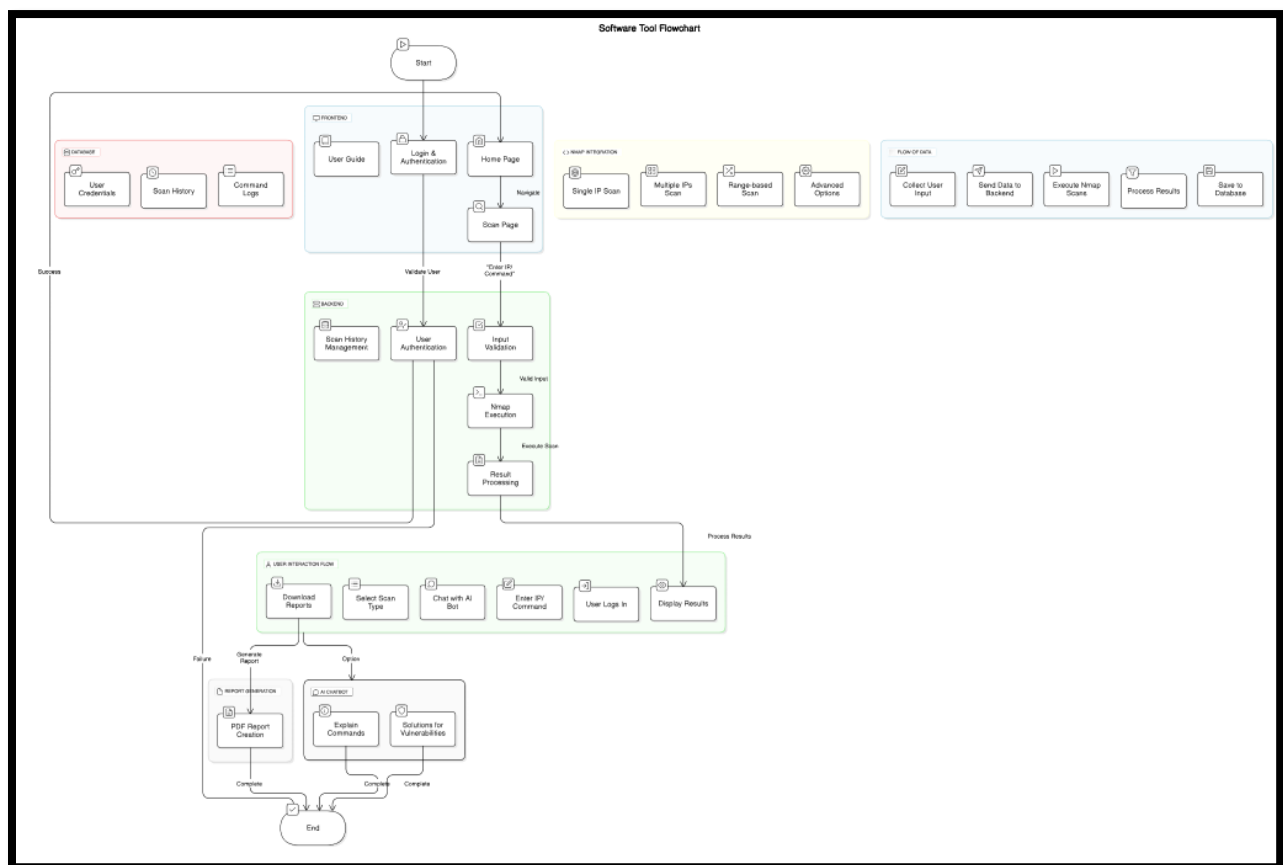 Software Tool Flowchart
Start
FRONTEND
User Guide
Login &
Authentication
Home Page
Navigate
Scan Page
DATABASE
User
Credentials
Scan History
Command
Logs
NMAP INTEGRATION
Single IP Scan
Multiple IPs
Scan
Range-based
Scan
Advanced
Options
FLOW OF DATA
Collect User
Input
Send Data to
Backend
Execute Nmap
Scans
Process Results
Save to
Database
Success
Validate User
"Enter IP/
Command"
BACKEND
Scan History
Management
User
Authentication
Input
Validation
Valid Input
Nmap
Execution
Execute Scan
Result
Processing
Process Results
USER INTERACTION FLOW
Download
Reports
Select Scan
Type
Chat with AI
Bot
Enter IP/
Command
User Logs In
Display Results
Failure
Generate
Report
Option
REPORT GENERATION
PDF Report
Creation
AI CHATBOT
Explain
Commands
Solutions for
Vulnerabilities
Complete
Complete
Complete
End